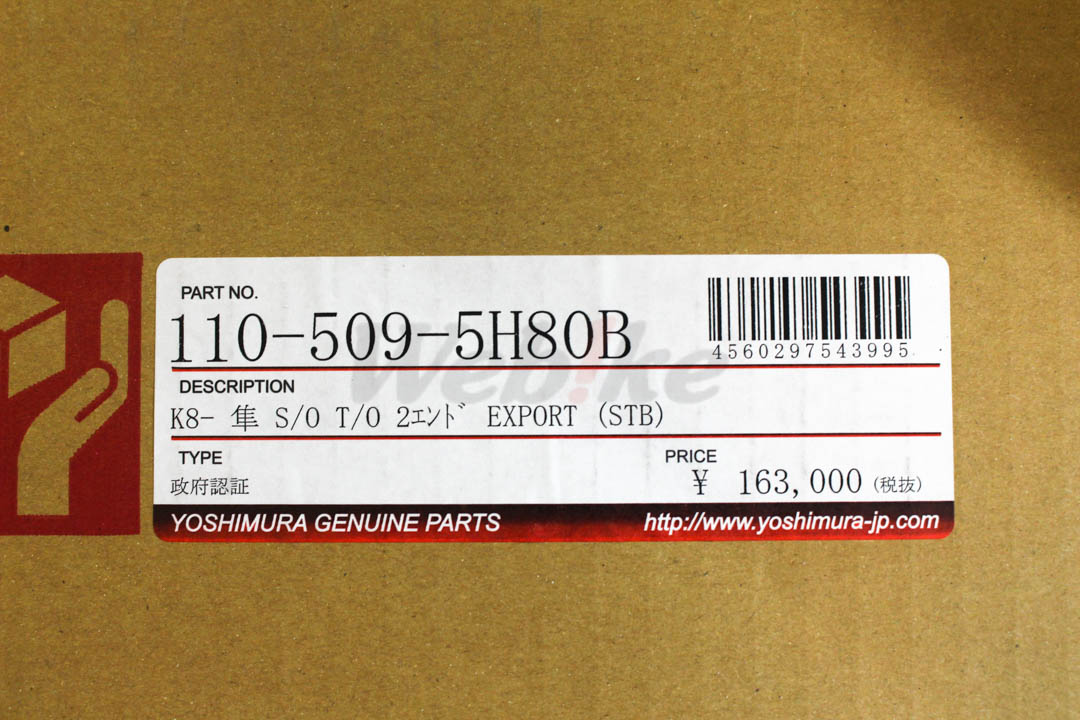 PART NO.
110-509-5H80B
4560297543995
DESCRIPTION
K8- 隼 S/O T/O 2ｴﾝﾄﾞ EXPORT (STB)
TYPE
政府認証
PRICE
¥ 163,000 (税抜)
YOSHIMURA GENUINE PARTS
http://www.yoshimura-jp.com
Webike